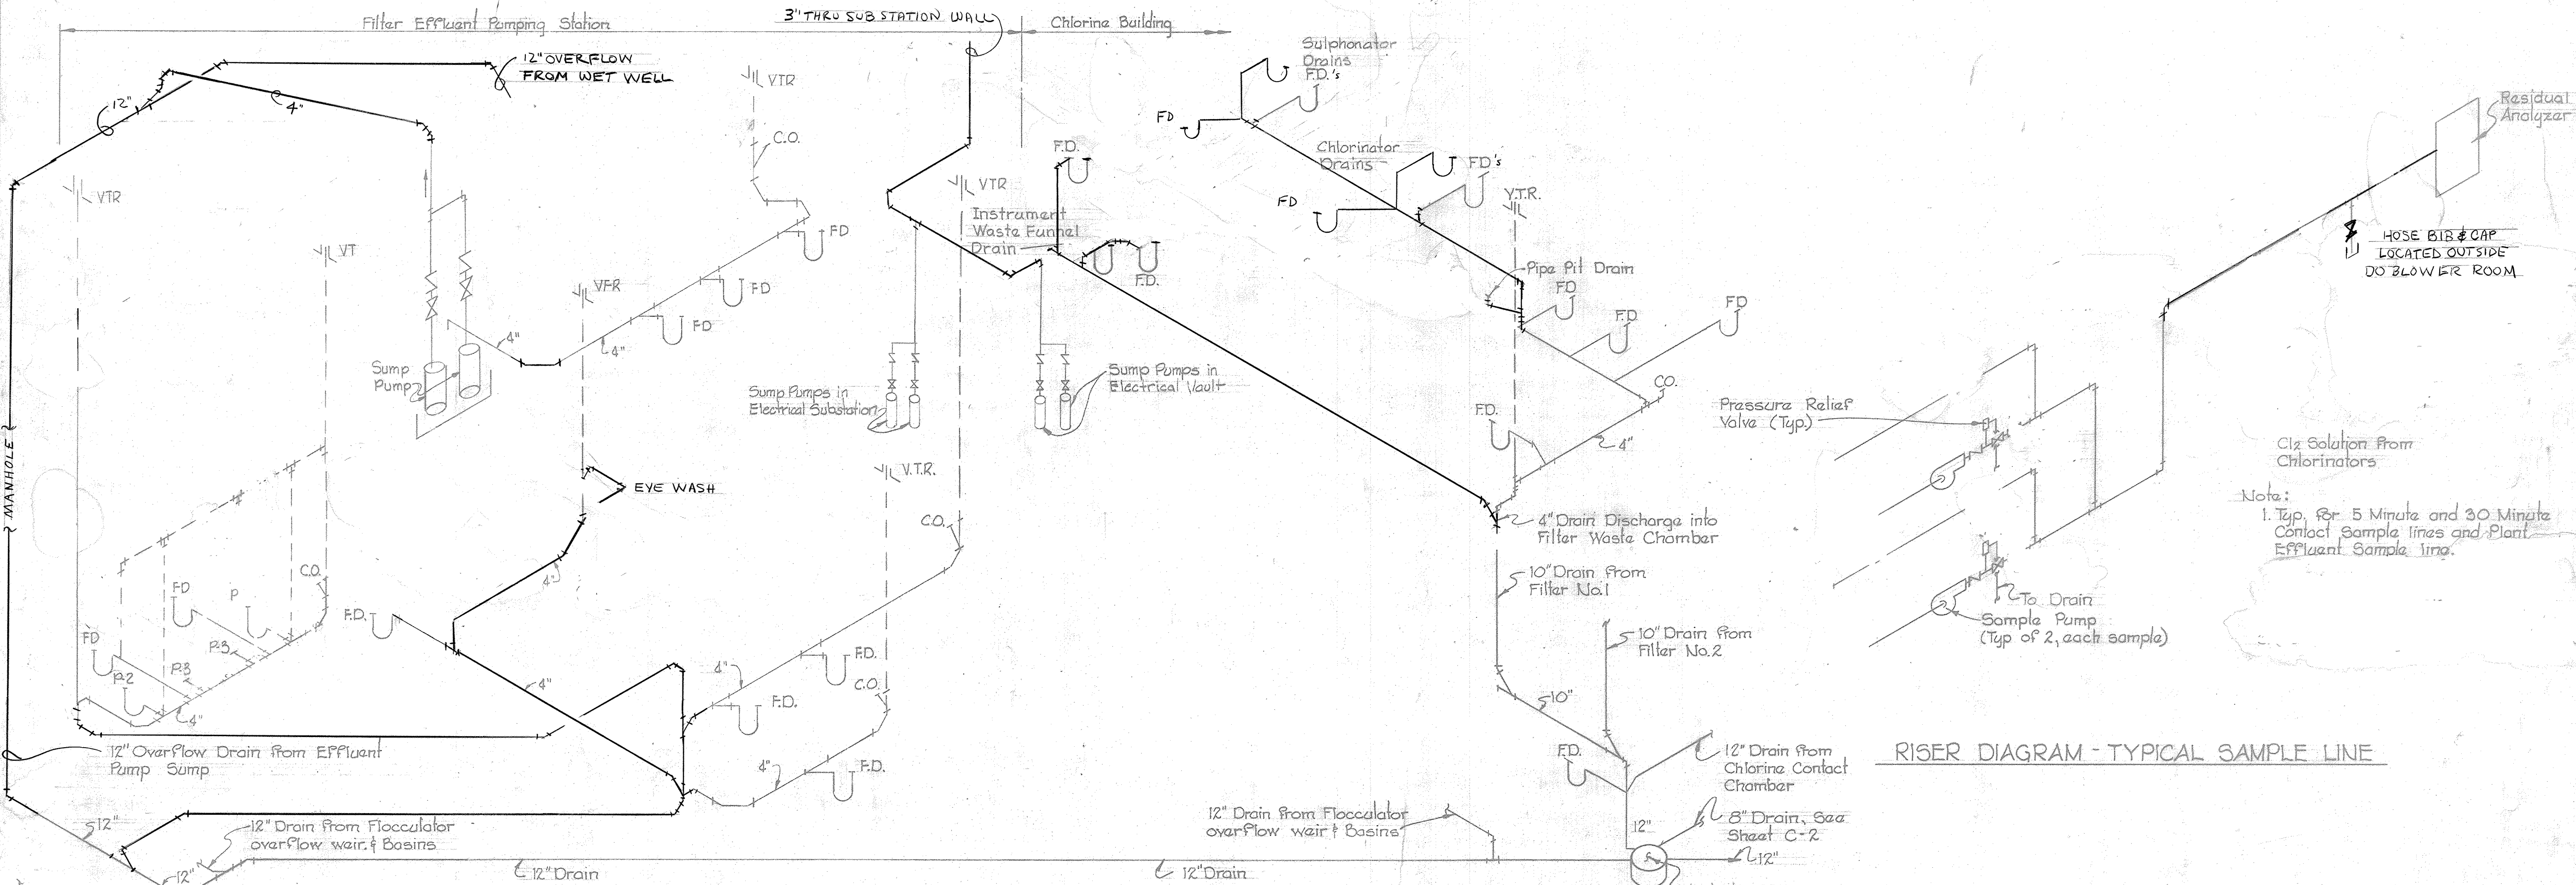 Filter Effluent Pumping Station
3" THRU SUBSTATION WALL
Chlorine Building
12" OVERFLOW
FROM WET WELL
VTR
C.O.
12"
4"
VTR
VT
VTR
FD
FD
FD
4"
4"
Sump
Pump
Sump Pumps in
Electrical Substation
Sump Pumps in
Electrical Vault
VTR
Instrument
Waste Funnel
Drain
F.D.
F.D.
Sulphonator
Drains
F.D.'s
FD
Chlorinator
Drains
FD's
FD
V.T.R.
Pipe Pit Drain
FD
F.D.
FD
C.O.
F.D.
4"
4" Drain Discharge into
Filter Waste Chamber
10" Drain from
Filter No.1
10" Drain from
Filter No.2
10"
F.D.
12" Drain from
Chlorine Contact
Chamber
12"
8" Drain, See
Sheet C-2
12"
12" Drain from Flocculator
overflow weir & Basins
12" Drain
12" Drain
MANHOLE
EYE WASH
4"
V.T.R.
C.O.
C.O.
FD
P
F.D.
FD
P-3
P-3
P-2
4"
4"
4"
F.D.
F.D.
C.O.
4"
F.D.
12" Overflow Drain from Effluent
Pump Sump
12"
12" Drain from Flocculator
overflow weir & Basins
12"
Residual
Analyzer
HOSE BIB & CAP
LOCATED OUTSIDE
DO BLOWER ROOM
Pressure Relief
Valve (Typ.)
Cl2 Solution from
Chlorinators
Note:
1. Typ. for 5 Minute and 30 Minute
Contact Sample lines and Plant
Effluent Sample line.
To Drain
Sample Pump
(Typ of 2, each sample)
RISER DIAGRAM - TYPICAL SAMPLE LINE